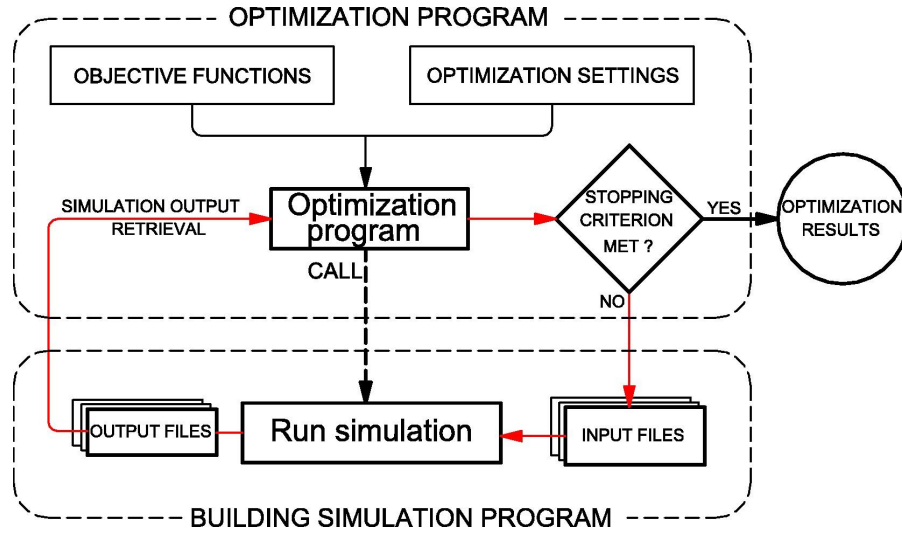 OPTIMIZATION PROGRAM
OBJECTIVE FUNCTIONS
OPTIMIZATION SETTINGS
SIMULATION OUTPUT
RETRIEVAL
Optimization
program
STOPPING
CRITERION
MET ?
YES
OPTIMIZATION
RESULTS
CALL
NO
OUTPUT FILES
Run simulation
INPUT FILES
BUILDING SIMULATION PROGRAM